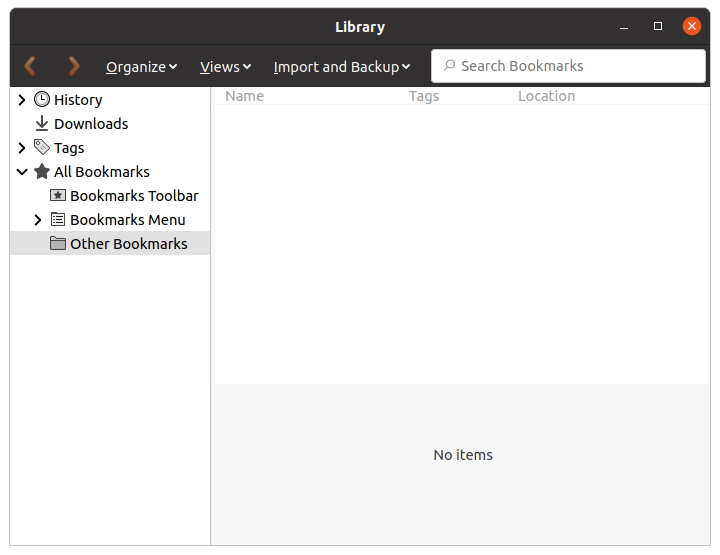 Library
Organize Views Import and Backup Search Bookmarks
Name Tags Location
History
Downloads
Tags
All Bookmarks
Bookmarks Toolbar
Bookmarks Menu
Other Bookmarks
No items